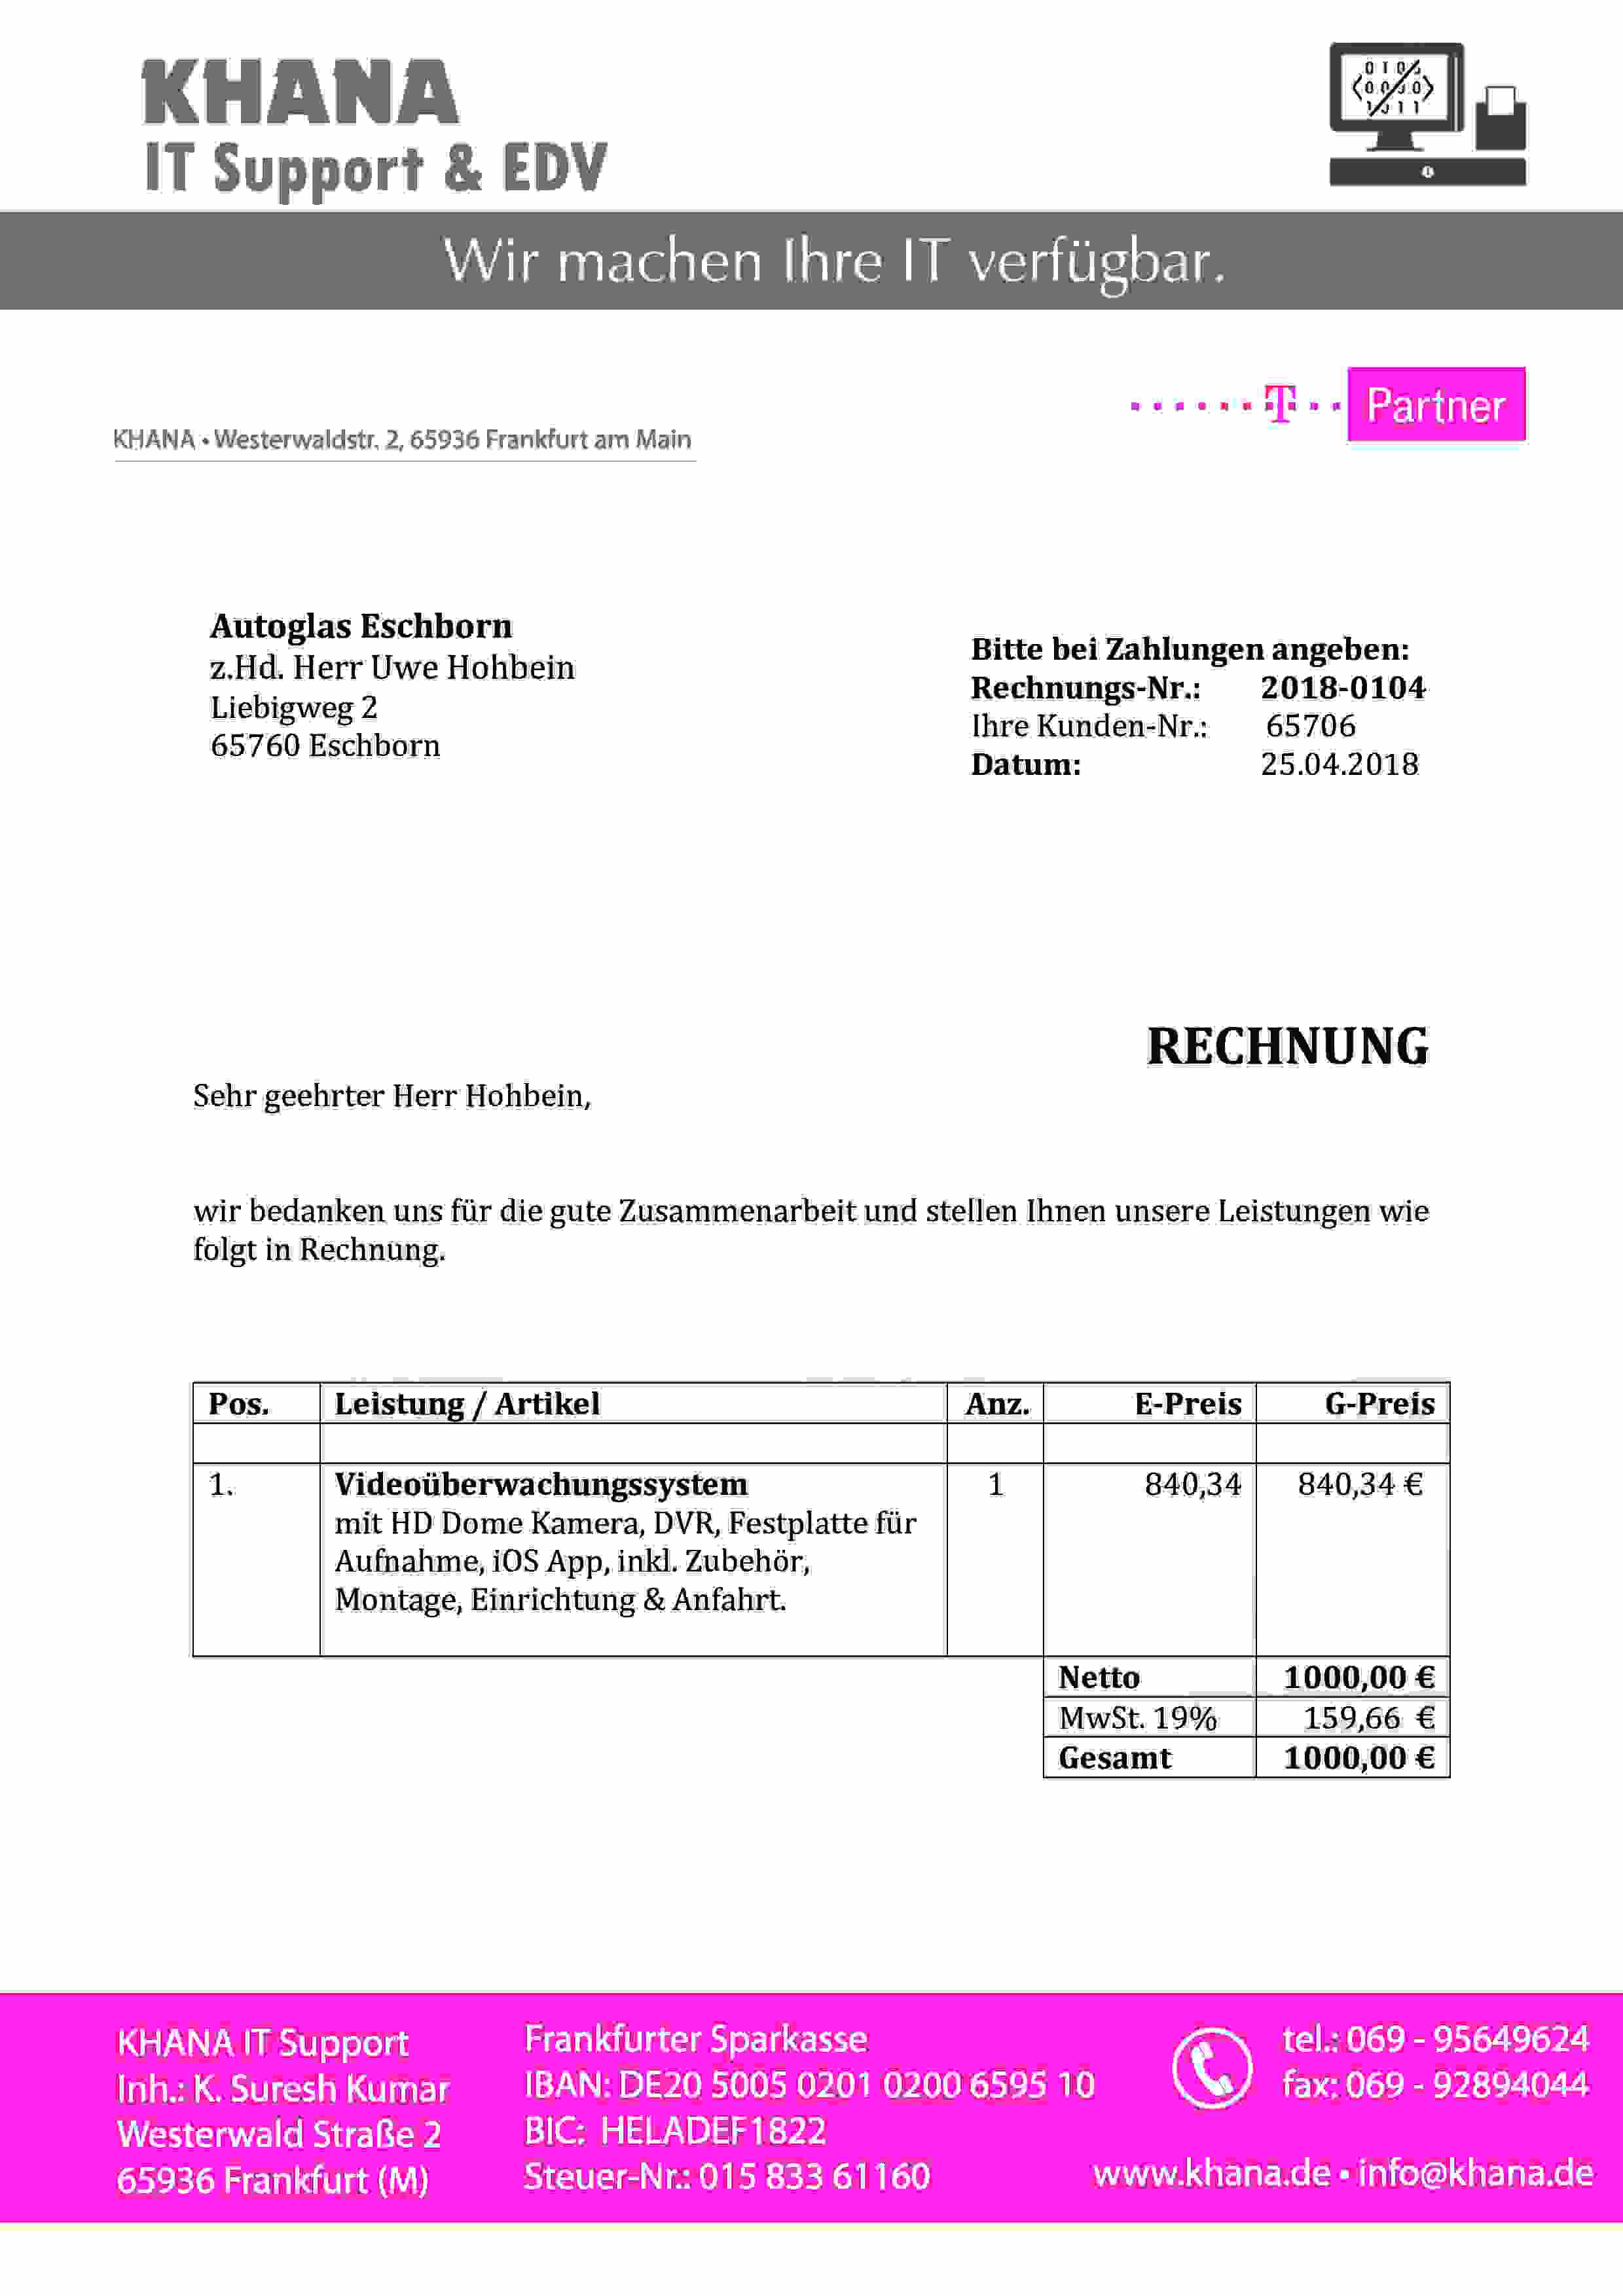 KHANA
IT Support & EDV
Wir machen Ihre IT verfügbar.
T Partner
KHANA • Westerwaldstr. 2, 65936 Frankfurt am Main
Autoglas Eschborn
z.Hd. Herr Uwe Hohbein
Liebigweg 2
65760 Eschborn
Bitte bei Zahlungen angeben:
Rechnungs-Nr.: 2018-0104
Ihre Kunden-Nr.: 65706
Datum: 25.04.2018
RECHNUNG
Sehr geehrter Herr Hohbein,
wir bedanken uns für die gute Zusammenarbeit und stellen Ihnen unsere Leistungen wie
folgt in Rechnung.
Pos. Leistung / Artikel Anz. E-Preis G-Preis
1. Videoüberwachungssystem 1 840,34 840,34 €
mit HD Dome Kamera, DVR, Festplatte für
Aufnahme, iOS App, inkl. Zubehör,
Montage, Einrichtung & Anfahrt.
Netto 1000,00 €
MwSt. 19% 159,66 €
Gesamt 1000,00 €
KHANA IT Support
Inh.: K. Suresh Kumar
Westerwald Straße 2
65936 Frankfurt (M)
Frankfurter Sparkasse
IBAN: DE20 5005 0201 0200 6595 10
BIC: HELADEF1822
Steuer-Nr.: 015 833 61160
tel.: 069 - 95649624
fax: 069 - 92894044
www.khana.de • info@khana.de